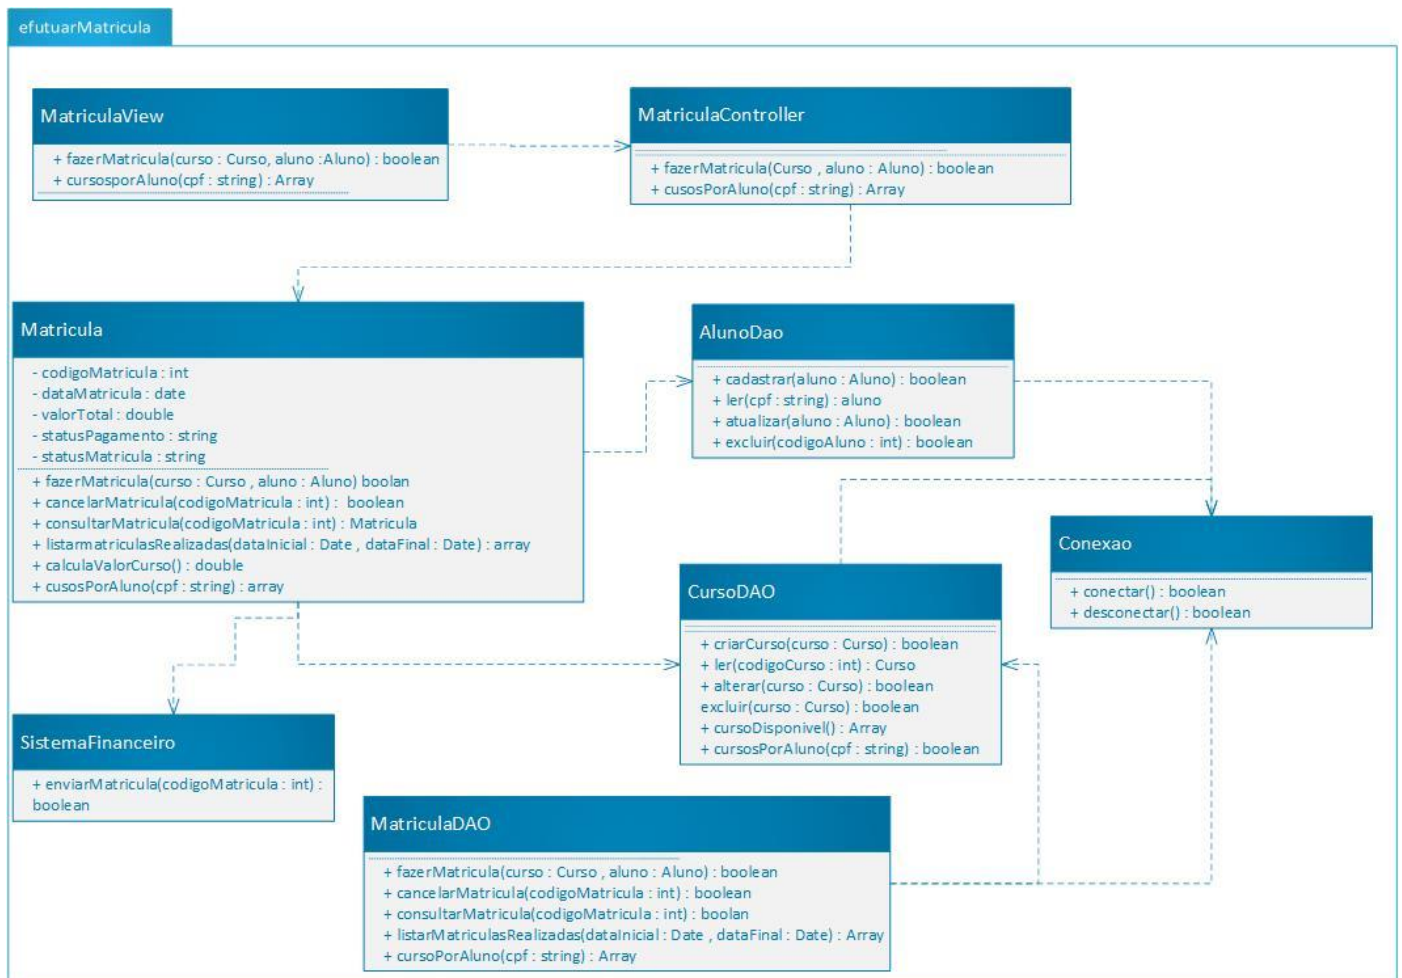 efutuarMatricula
MatriculaView
+ fazerMatricula(curso : Curso, aluno :Aluno) : boolean
+ cursosporAluno(cpf : string) : Array
MatriculaController
+ fazerMatricula(Curso , aluno : Aluno) : boolean
+ cusosPorAluno(cpf : string) : Array
Matricula
- codigoMatricula : int
- dataMatricula : date
- valorTotal : double
- statusPagamento : string
- statusMatricula : string
+ fazerMatricula(curso : Curso , aluno : Aluno) boolan
+ cancelarMatricula(codigoMatricula : int) : boolean
+ consultarMatricula(codigoMatricula : int) : Matricula
+ listarmatriculasRealizadas(dataInicial : Date , dataFinal : Date) : array
+ calculaValorCurso() : double
+ cusosPorAluno(cpf : string) : array
AlunoDao
+ cadastrar(aluno : Aluno) : boolean
+ ler(cpf : string) : aluno
+ atualizar(aluno : Aluno) : boolean
+ excluir(codigoAluno : int) : boolean
Conexao
+ conectar() : boolean
+ desconectar() : boolean
CursoDAO
+ criarCurso(curso : Curso) : boolean
+ ler(codigoCurso : int) : Curso
+ alterar(curso : Curso) : boolean
excluir(curso : Curso) : boolean
+ cursoDisponivel() : Array
+ cursosPorAluno(cpf : string) : boolean
SistemaFinanceiro
+ enviarMatricula(codigoMatricula : int) :
boolean
MatriculaDAO
+ fazerMatricula(curso : Curso , aluno : Aluno) : boolean
+ cancelarMatricula(codigoMatricula : int) : boolean
+ consultarMatricula(codigoMatricula : int) : boolan
+ listarMatriculasRealizadas(dataInicial : Date , dataFinal : Date) : Array
+ cursoPorAluno(cpf : string) : Array